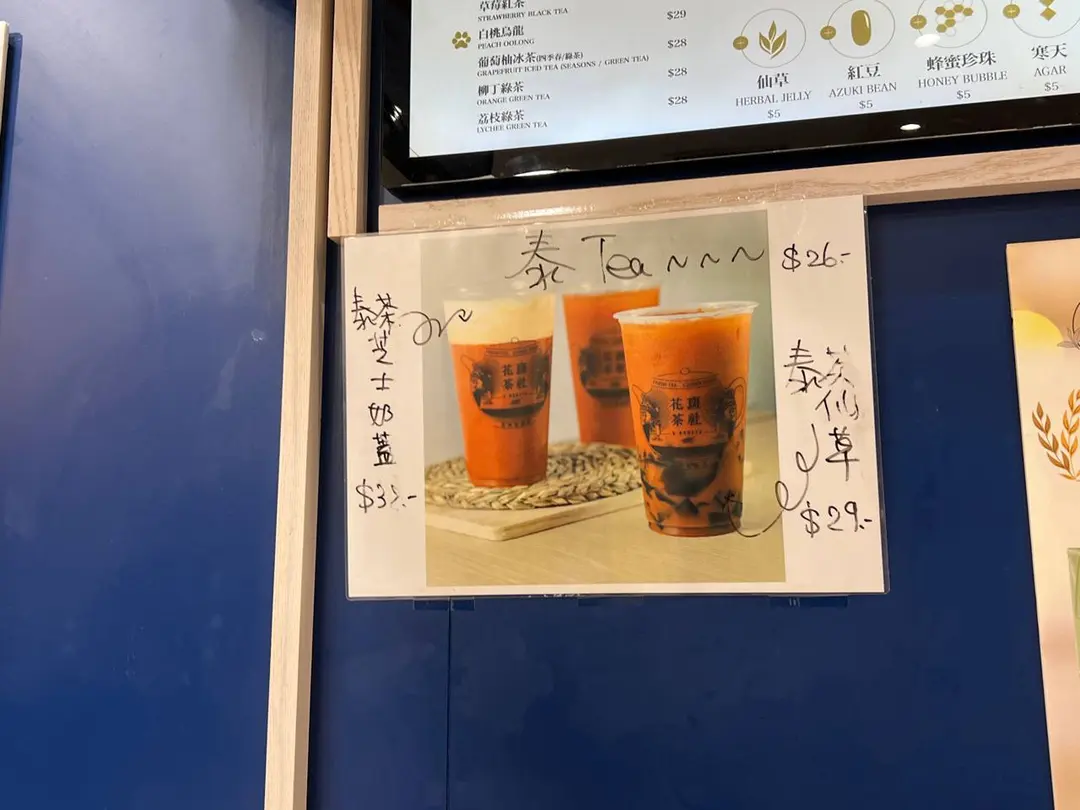 草莓紅茶
STRAWBERRY BLACK TEA
$29
白桃烏龍
PEACH OOLONG
$28
葡萄柚冰茶(四季春/綠茶)
GRAPEFRUIT ICED TEA (SEASONS / GREEN TEA)
$28
柳丁綠茶
ORANGE GREEN TEA
$28
荔枝綠茶
LYCHEE GREEN TEA
仙草
HERBAL JELLY
$5
紅豆
AZUKI BEAN
$5
蜂蜜珍珠
HONEY BUBBLE
$5
寒天
AGAR
$5
泰 Tea ~ ~ ~
$26.-
泰茶芝士奶蓋
泰茶仙草
$29.-